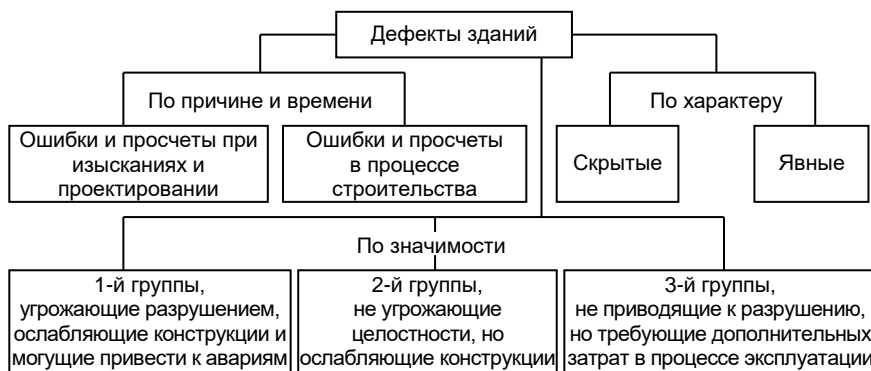 Дефекты зданий
По причине и времени
По характеру
Ошибки и просчеты при
изысканиях и
проектировании
Ошибки и просчеты
в процессе
строительства
Скрытые
Явные
По значимости
1-й группы,
угрожающие разрушением,
ослабляющие конструкции и
могущие привести к авариям
2-й группы,
не угрожающие
целостности, но
ослабляющие конструкции
3-й группы,
не приводящие к разрушению,
но требующие дополнительных
затрат в процессе эксплуатации